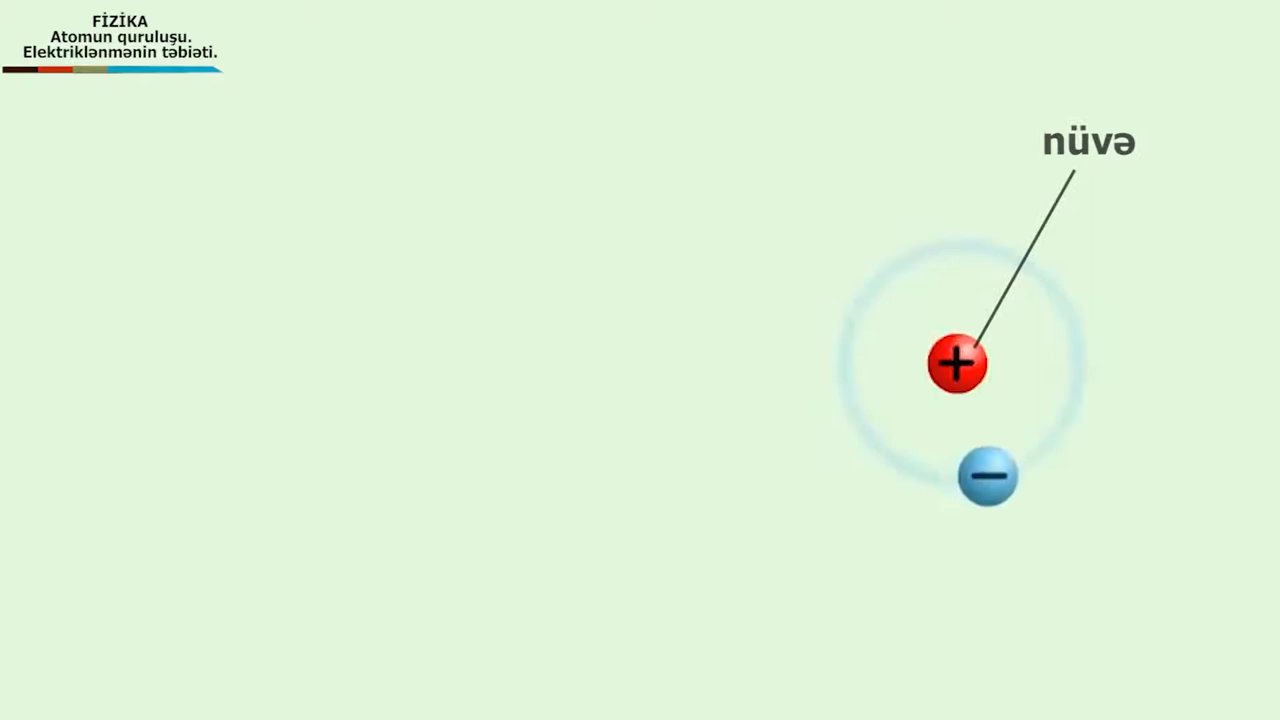 FİZİKA
Atomun quruluşu.
Elektriklənmənin təbiəti.
nüvə
+
−